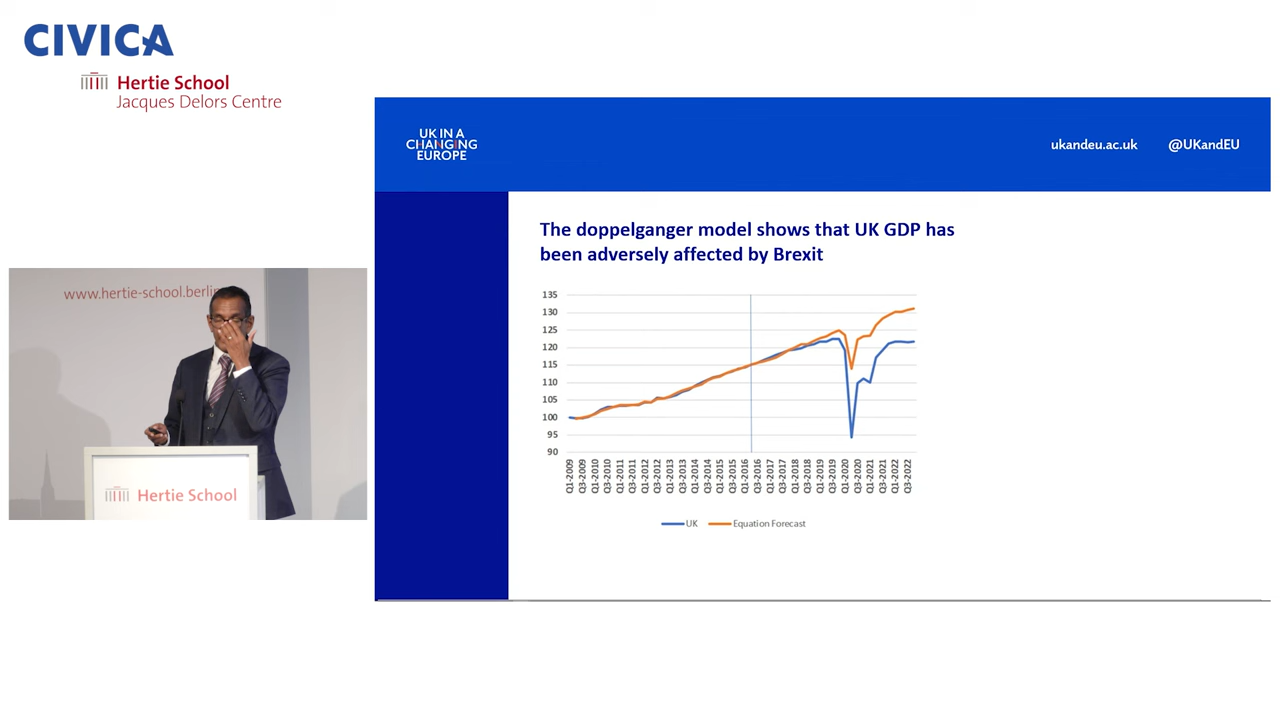 CIVICA
Hertie School
Jacques Delors Centre
UK IN A
CHANGING
EUROPE
ukandeu.ac.uk
@UKandEU
The doppelganger model shows that UK GDP has
been adversely affected by Brexit
135
130
125
120
115
110
105
100
95
90
Q1-2009
Q3-2009
Q1-2010
Q3-2010
Q1-2011
Q3-2011
Q1-2012
Q3-2012
Q1-2013
Q3-2013
Q1-2014
Q3-2014
Q1-2015
Q3-2015
Q1-2016
Q3-2016
Q1-2017
Q3-2017
Q1-2018
Q3-2018
Q1-2019
Q3-2019
Q1-2020
Q3-2020
Q1-2021
Q3-2021
Q1-2022
Q3-2022
UK
Equation Forecast
www.hertie-school.berlin
Hertie School